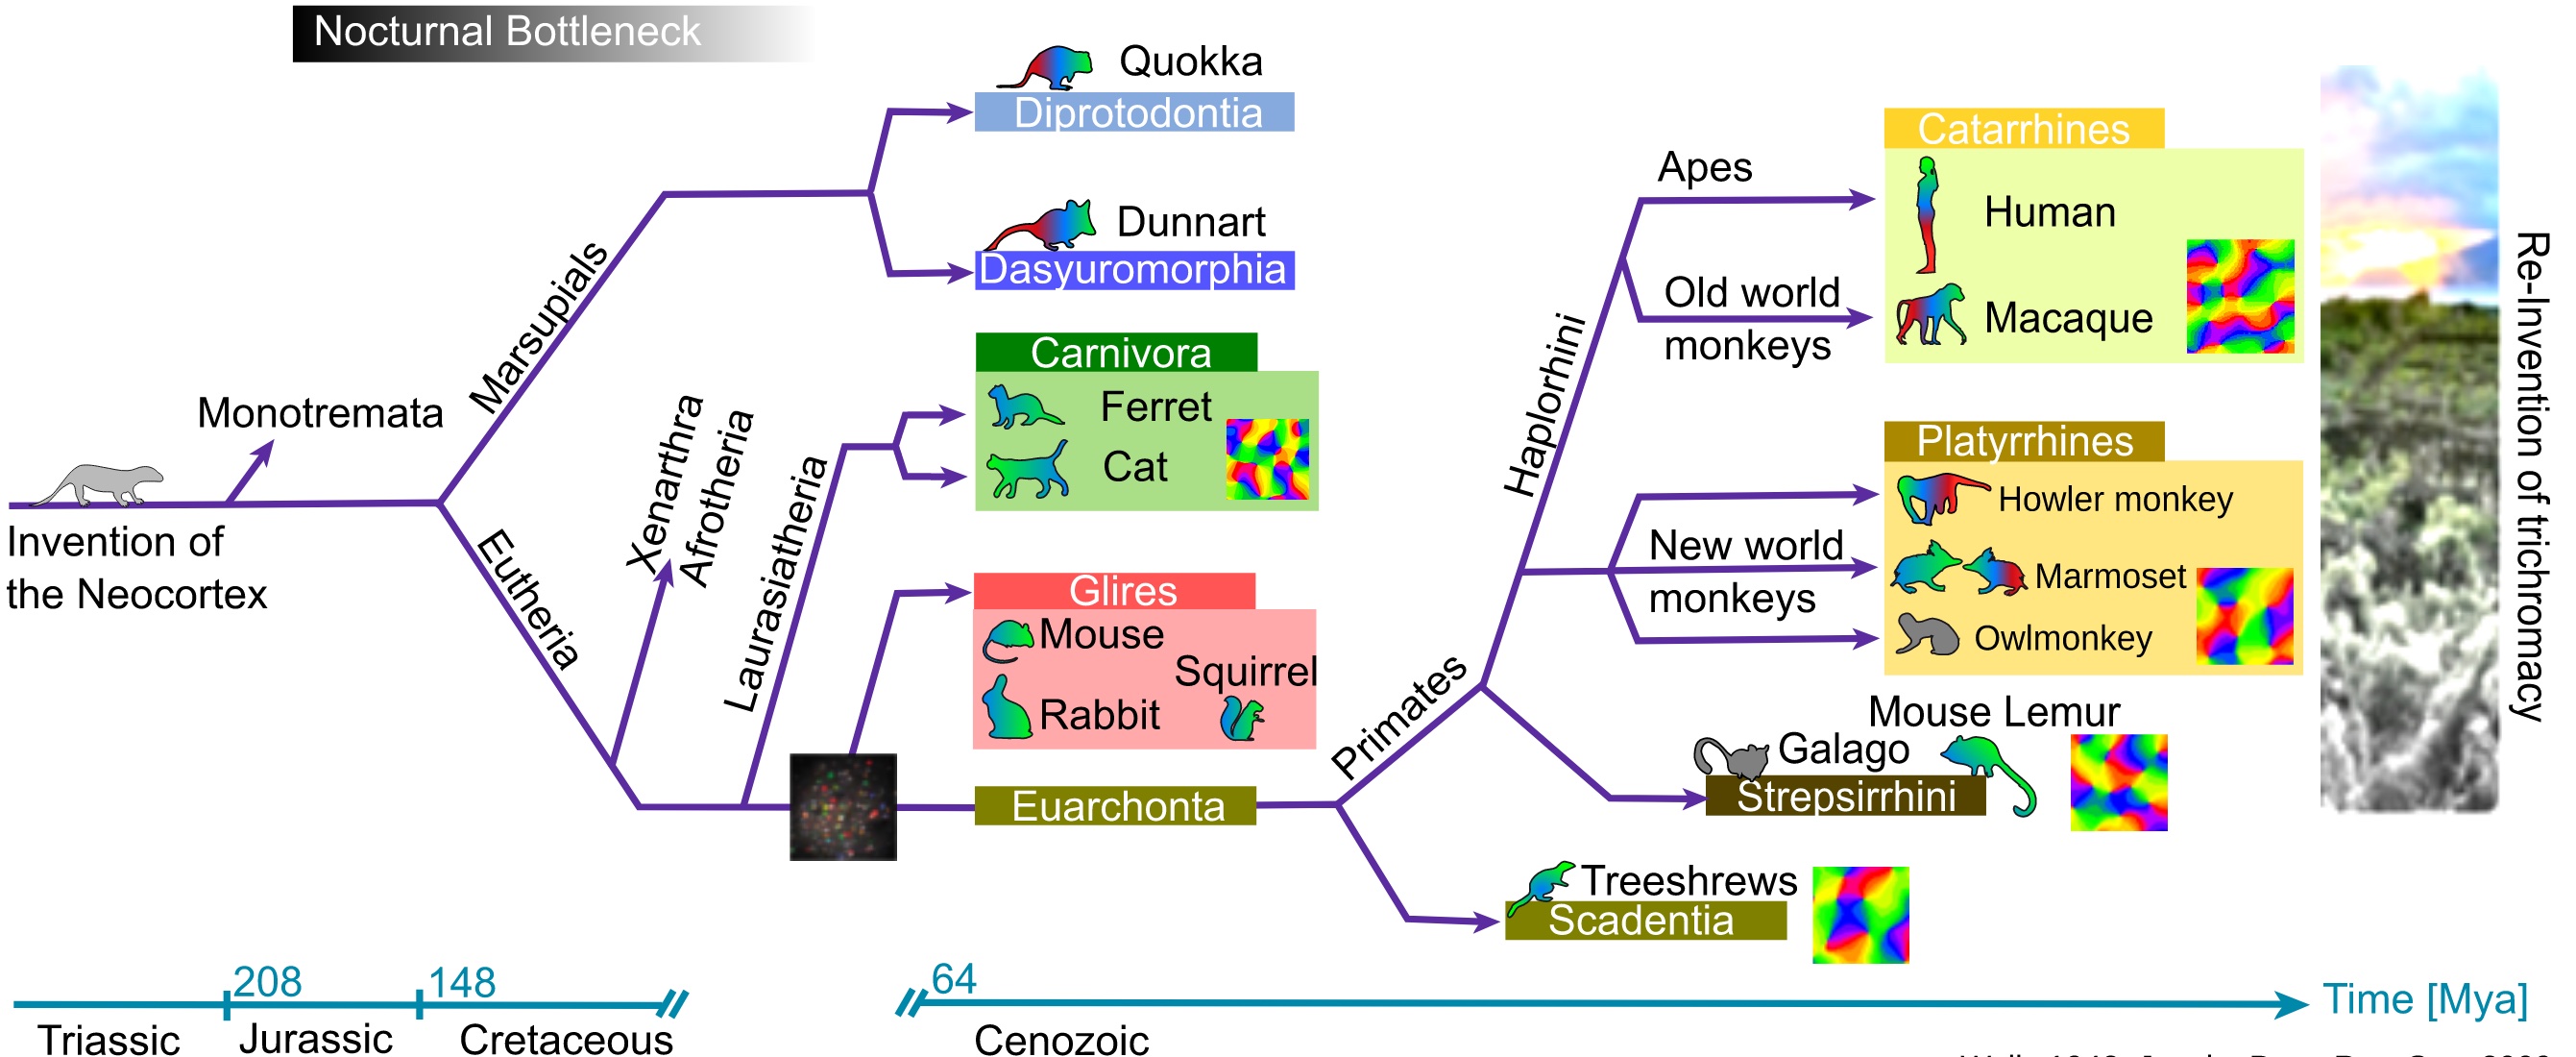 Nocturnal Bottleneck
Quokka
Diprotodontia
Dunnart
Dasyuromorphia
Carnivora
Ferret
Cat
Glires
Mouse
Squirrel
Rabbit
Euarchonta
Monotremata
Invention of
the Neocortex
Marsupials
Eutheria
Xenarthra
Afrotheria
Laurasiatheria
Primates
Haplorhini
Apes
Old world
monkeys
New world
monkeys
Catarrhines
Human
Macaque
Platyrrhines
Howler monkey
Marmoset
Owlmonkey
Mouse Lemur
Galago
Strepsirrhini
Treeshrews
Scadentia
Re-Invention of trichromacy
208
148
64
Time [Mya]
Triassic
Jurassic
Cretaceous
Cenozoic